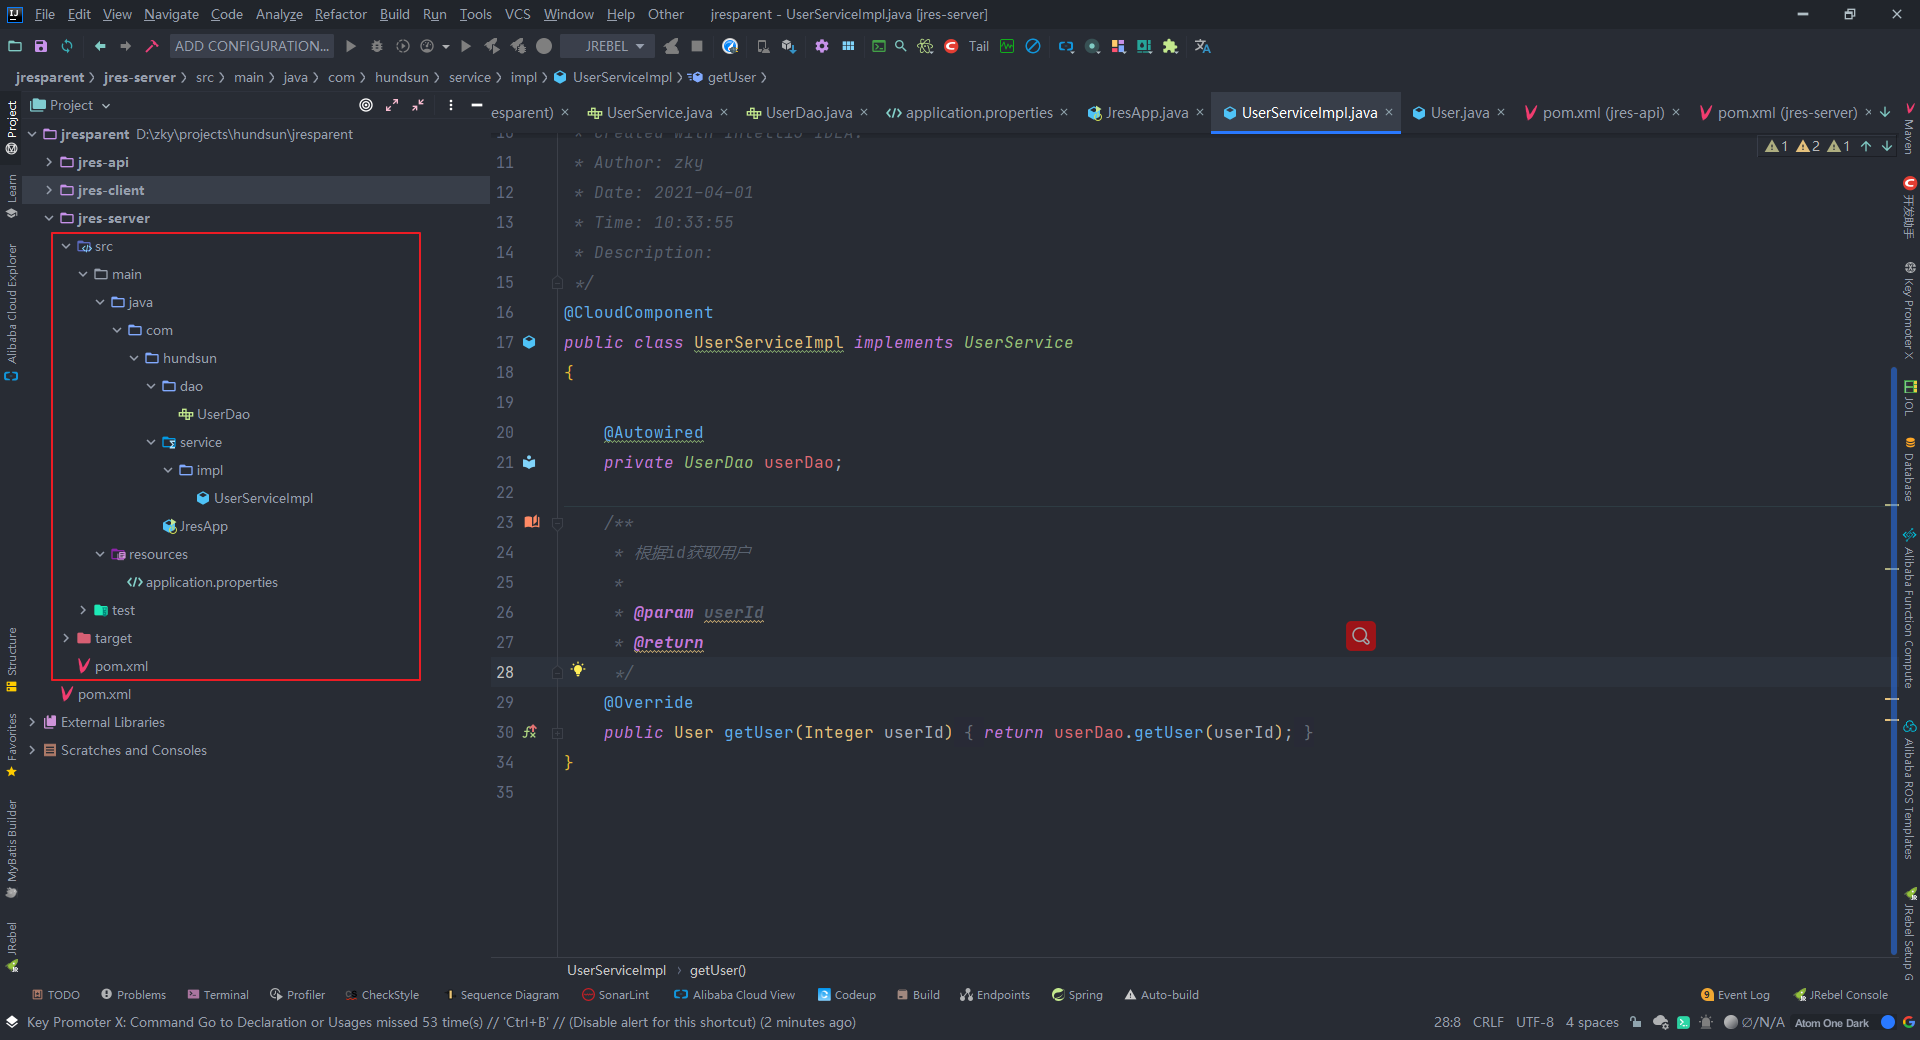 File Edit View Navigate Code Analyze Refactor Build Run Tools VCS Window Help Other jresparent - UserServiceImpl.java [jres-server]
ADD CONFIGURATION... JREBEL Tail
jresparent jres-server src main java com hundsun service impl UserServiceImpl getUser
Project
esparent) UserService.java UserDao.java application.properties JresApp.java UserServiceImpl.java User.java pom.xml (jres-api) pom.xml (jres-server)
1 2 1
jresparent D:\zky\projects\hundsun\jresparent
jres-api
jres-client
jres-server
src
main
java
com
hundsun
dao
UserDao
service
impl
UserServiceImpl
JresApp
resources
application.properties
test
target
pom.xml
pom.xml
External Libraries
Scratches and Consoles
10 * Created with IntelliJ IDEA.
11 * Author: zky
12 * Date: 2021-04-01
13 * Time: 10:33:55
14 * Description:
15 */
16 @CloudComponent
17 public class UserServiceImpl implements UserService
18 {
19
20 @Autowired
21 private UserDao userDao;
22
23 /**
24 * 根据id获取用户
25 *
26 * @param userId
27 * @return
28 */
29 @Override
30 public User getUser(Integer userId) { return userDao.getUser(userId); }
34 }
35
UserServiceImpl getUser()
Project
Learn
Alibaba Cloud Explorer
Structure
Favorites
MyBatis Builder
JRebel
Maven
开发助手
Key Promoter X
JOL
Database
Alibaba Function Compute
Alibaba ROS Templates
JRebel Setup G
TODO Problems Terminal Profiler CheckStyle Sequence Diagram SonarLint Alibaba Cloud View Codeup Build Endpoints Spring Auto-build 9 Event Log JRebel Console
Key Promoter X: Command Go to Declaration or Usages missed 53 time(s) // 'Ctrl+B' // (Disable alert for this shortcut) (2 minutes ago) 28:8 CRLF UTF-8 4 spaces ∅/N/A Atom One Dark